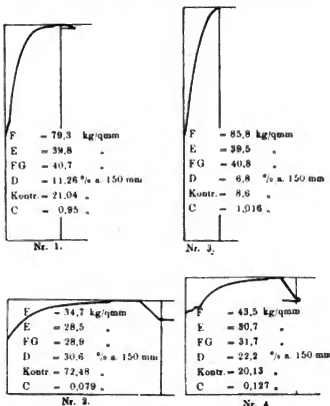 F = 79,3 kg/qmm
E = 39,8 „
FG = 40,7 „
D = 11,26 % a. 150 mm
Kontr. = 21,04 „
C = 0,95 „
Nr. 1.
F = 85,8 kg/qmm
E = 39,5 „
FG = 40,8 „
D = 6,8 % a. 150 mm
Kontr. = 8,6 „
C = 1,016 „
Nr. 3.
F = 34,7 kg/qmm
E = 28,5 „
FG = 28,9 „
D = 30,6 % a. 150 mm
Kontr. = 72,48 „
C = 0,079 „
Nr. 2.
F = 43,5 kg/qmm
E = 30,7 „
FG = 31,7 „
D = 22,2 % a. 150 mm
Kontr. = 20,13 „
C = 0,127 „
Nr. 4.